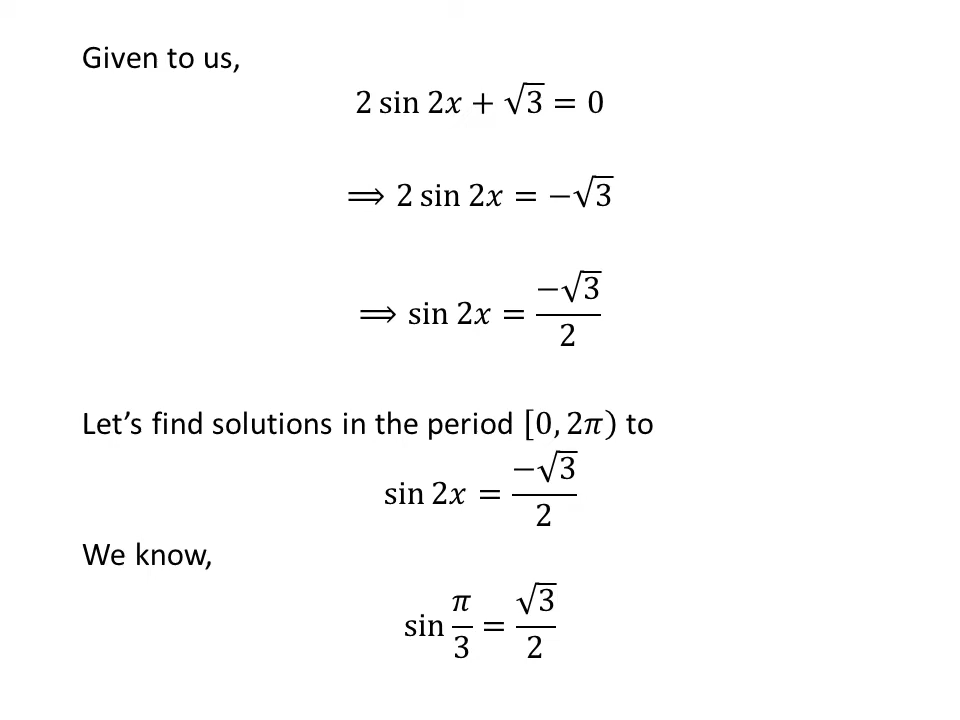 Given to us,
2 sin 2𝑥 + √3 = 0
⟹ 2 sin 2𝑥 = −√3
⟹ sin 2𝑥 = −√3/2
Let’s find solutions in the period [0, 2𝜋) to
sin 2𝑥 = −√3/2
We know,
sin 𝜋/3 = √3/2